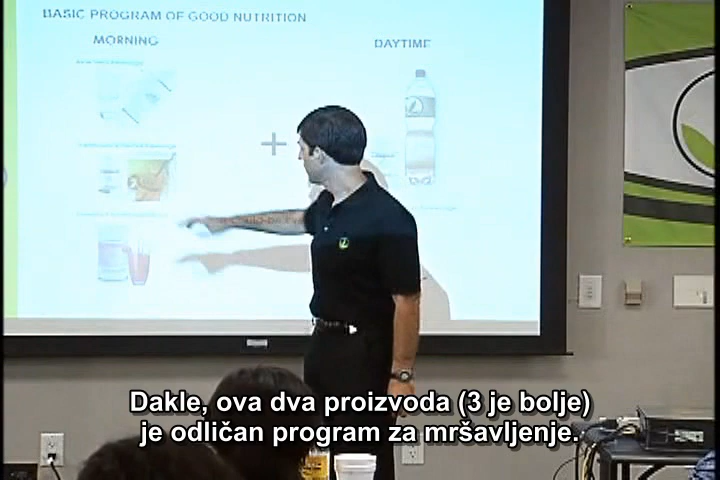 BASIC PROGRAM OF GOOD NUTRITION
MORNING
DAYTIME
Dakle, ova dva proizvoda (3 je bolje)
je odličan program za mršavljenje.